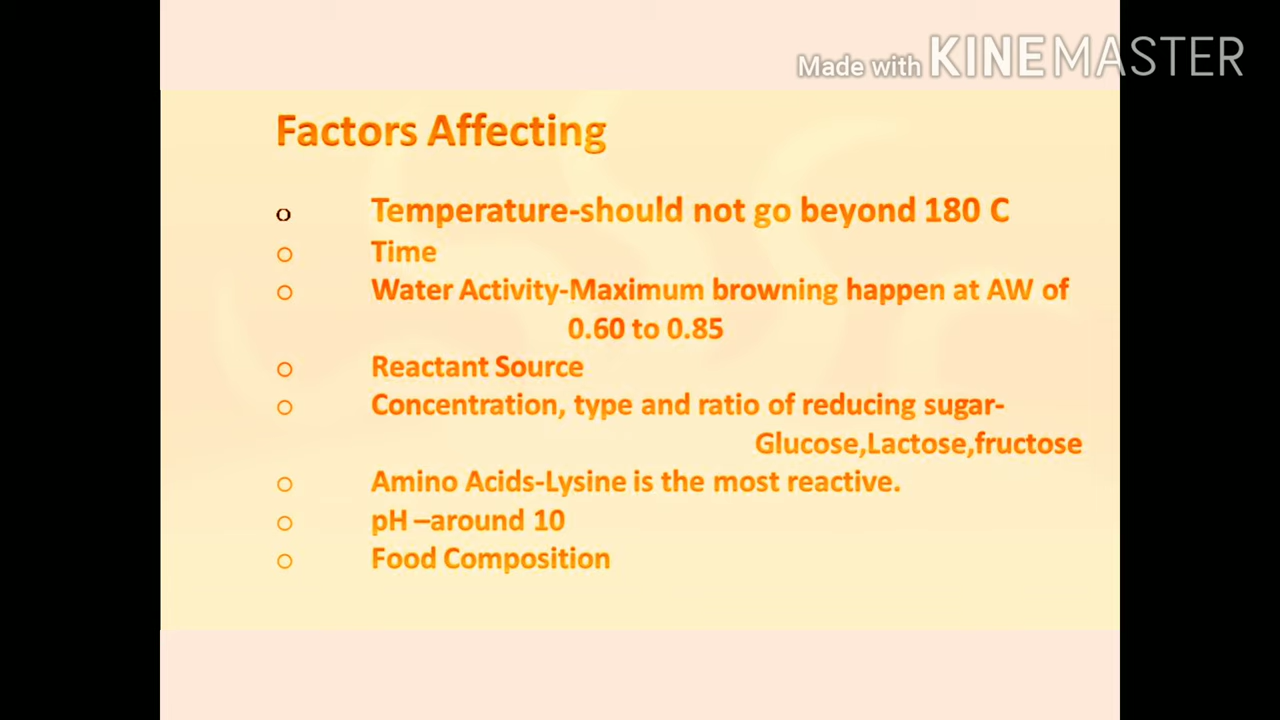 Made with KINEMASTER
Factors Affecting
o Temperature-should not go beyond 180 C
o Time
o Water Activity-Maximum browning happen at AW of
0.60 to 0.85
o Reactant Source
o Concentration, type and ratio of reducing sugar-
Glucose,Lactose,fructose
o Amino Acids-Lysine is the most reactive.
o pH –around 10
o Food Composition